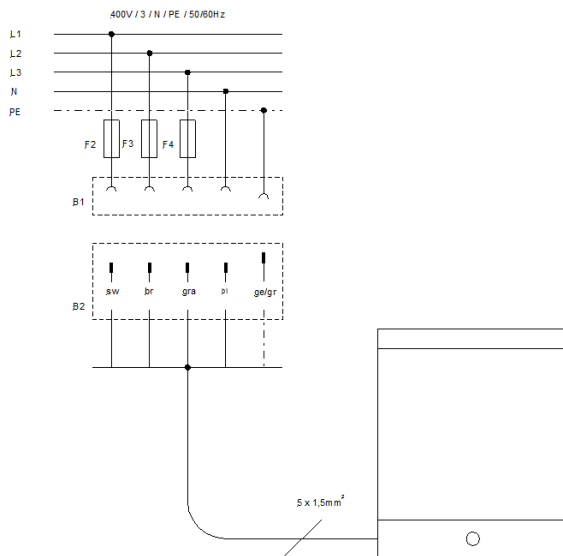 400V / 3 / N / PE / 50/60Hz
L1
L2
L3
N
PE
F2 F3 F4
B1
sw br gra bl ge/gr
B2
5 x 1,5mm²